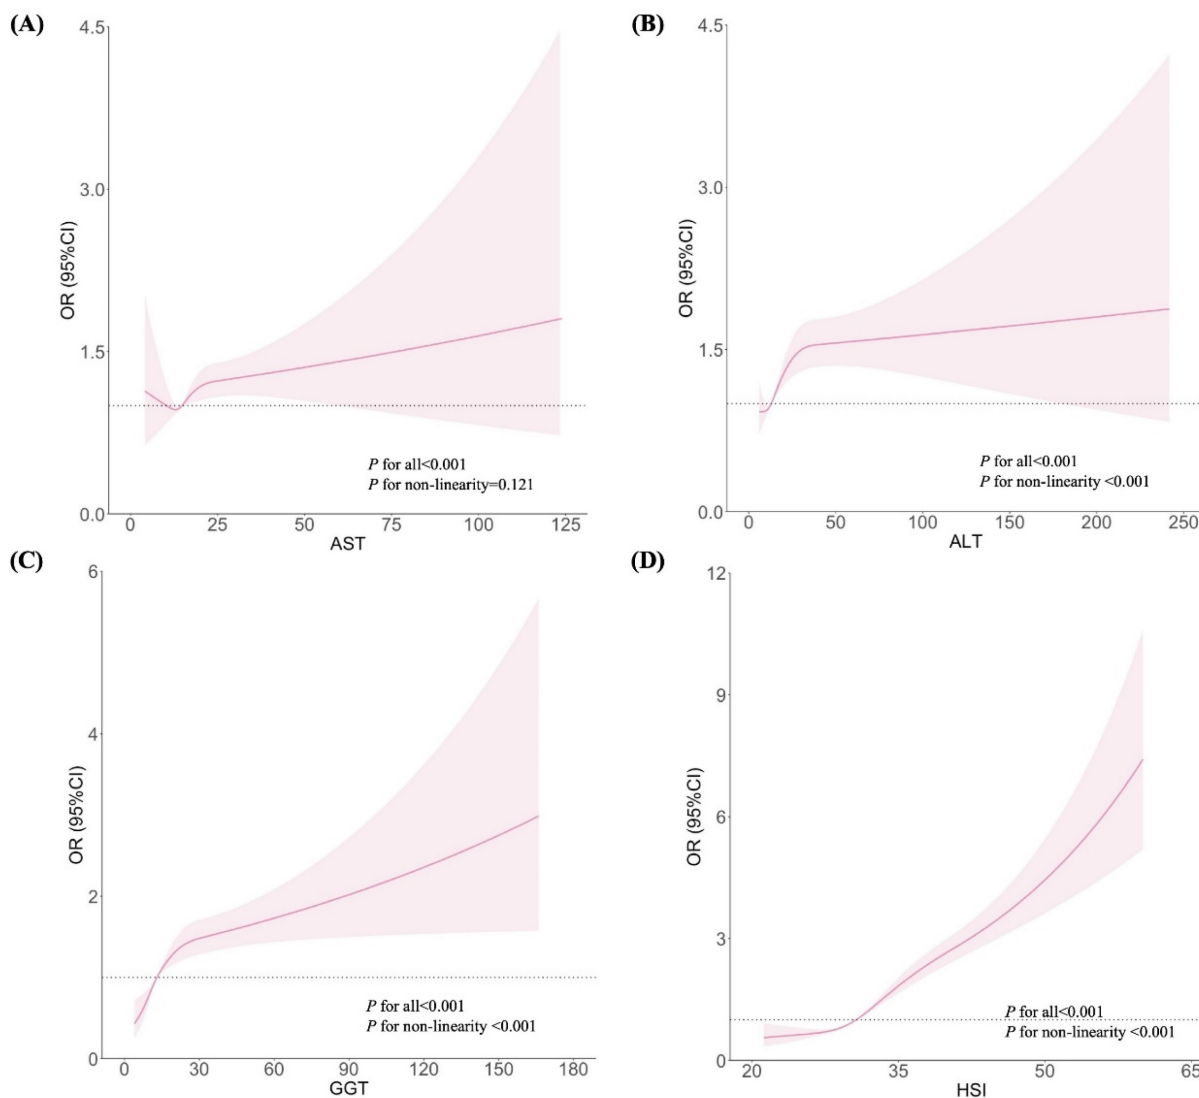 (A)
4.5
3.0
1.5
0.0
OR (95%CI)
P for all<0.001
P for non-linearity=0.121
0 25 50 75 100 125
AST
(B)
4.5
3.0
1.5
0.0
OR (95%CI)
P for all<0.001
P for non-linearity <0.001
0 50 100 150 200 250
ALT
(C)
6
4
2
0
OR (95%CI)
P for all<0.001
P for non-linearity <0.001
0 30 60 90 120 150 180
GGT
(D)
12
9
6
3
0
OR (95%CI)
P for all<0.001
P for non-linearity <0.001
20 35 50 65
HSI